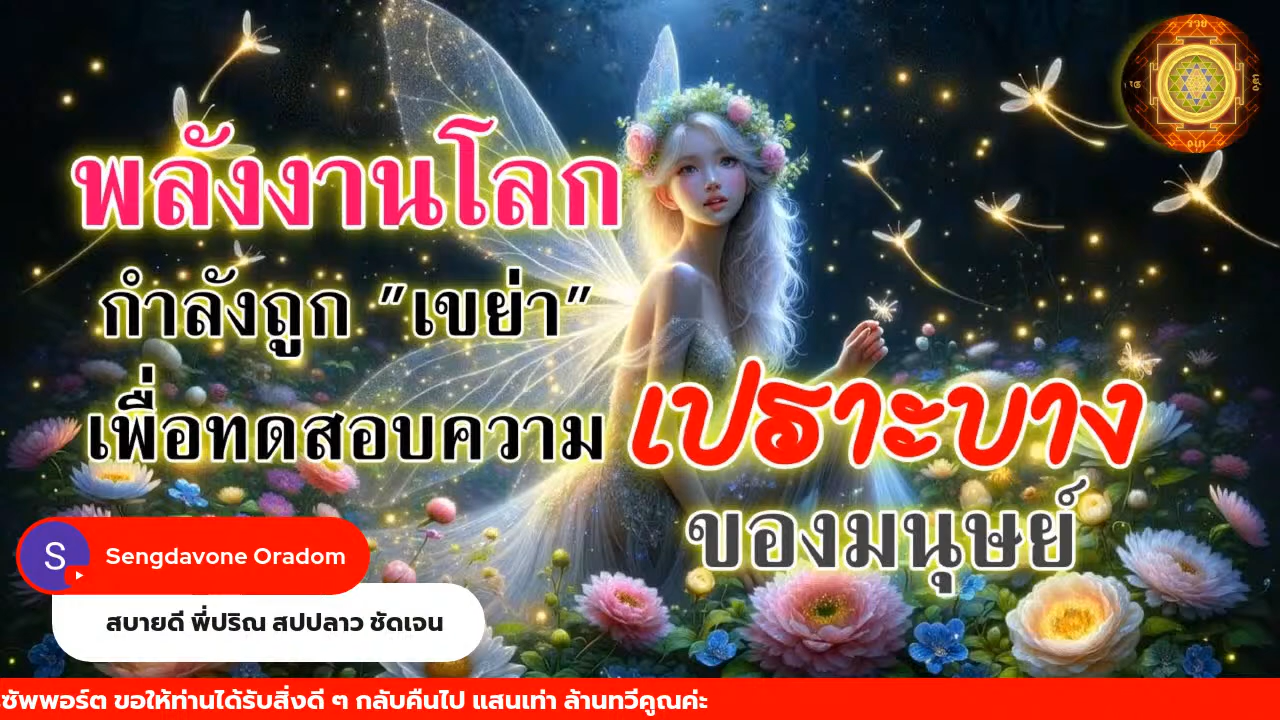 พลังงานโลก
กำลังถูก "เขย่า"
เพื่อทดสอบความ เปราะบาง
ของมนุษย์
รวย
S
Sengdavone Oradom
สบายดี พี่ปริณ สปปลาว ชัดเจน
ซัพพอร์ต ขอให้ท่านได้รับสิ่งดี ๆ กลับคืนไป แสนเท่า ล้านทวีคูณค่ะ